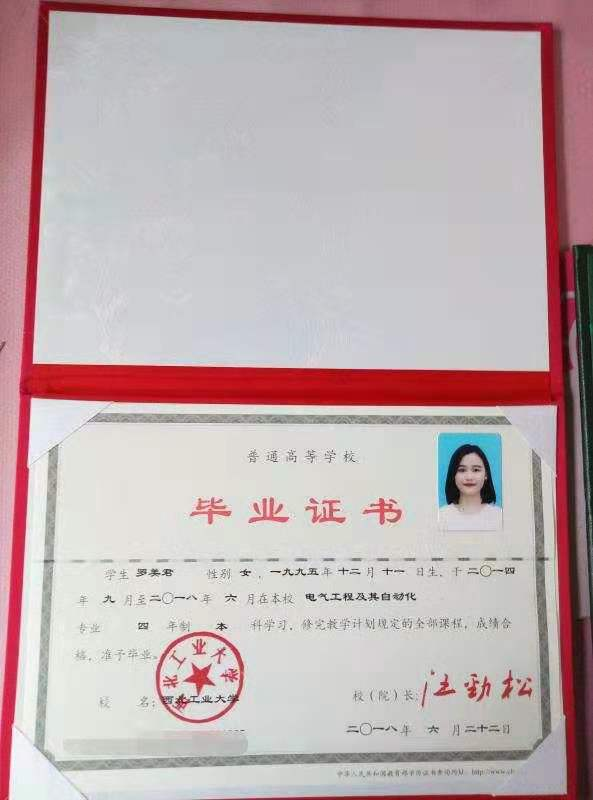 普通高等学校
毕业证书
学生 罗美君 性别 女，一九九五年 十二月 十一 日生、于 二〇一四
年 九 月至 二〇一八年 六 月在本校 电气工程及其自动化
专业 四 年制 本 科学习，修完教学计划规定的全部课程，成绩合
格，准予毕业。
西北工业大学
校 名：西北工业大学 校（院）长：汪劲松
二〇一八年 六 月 二十二日
中华人民共和国教育部学历证书查询网址：http://www.ch